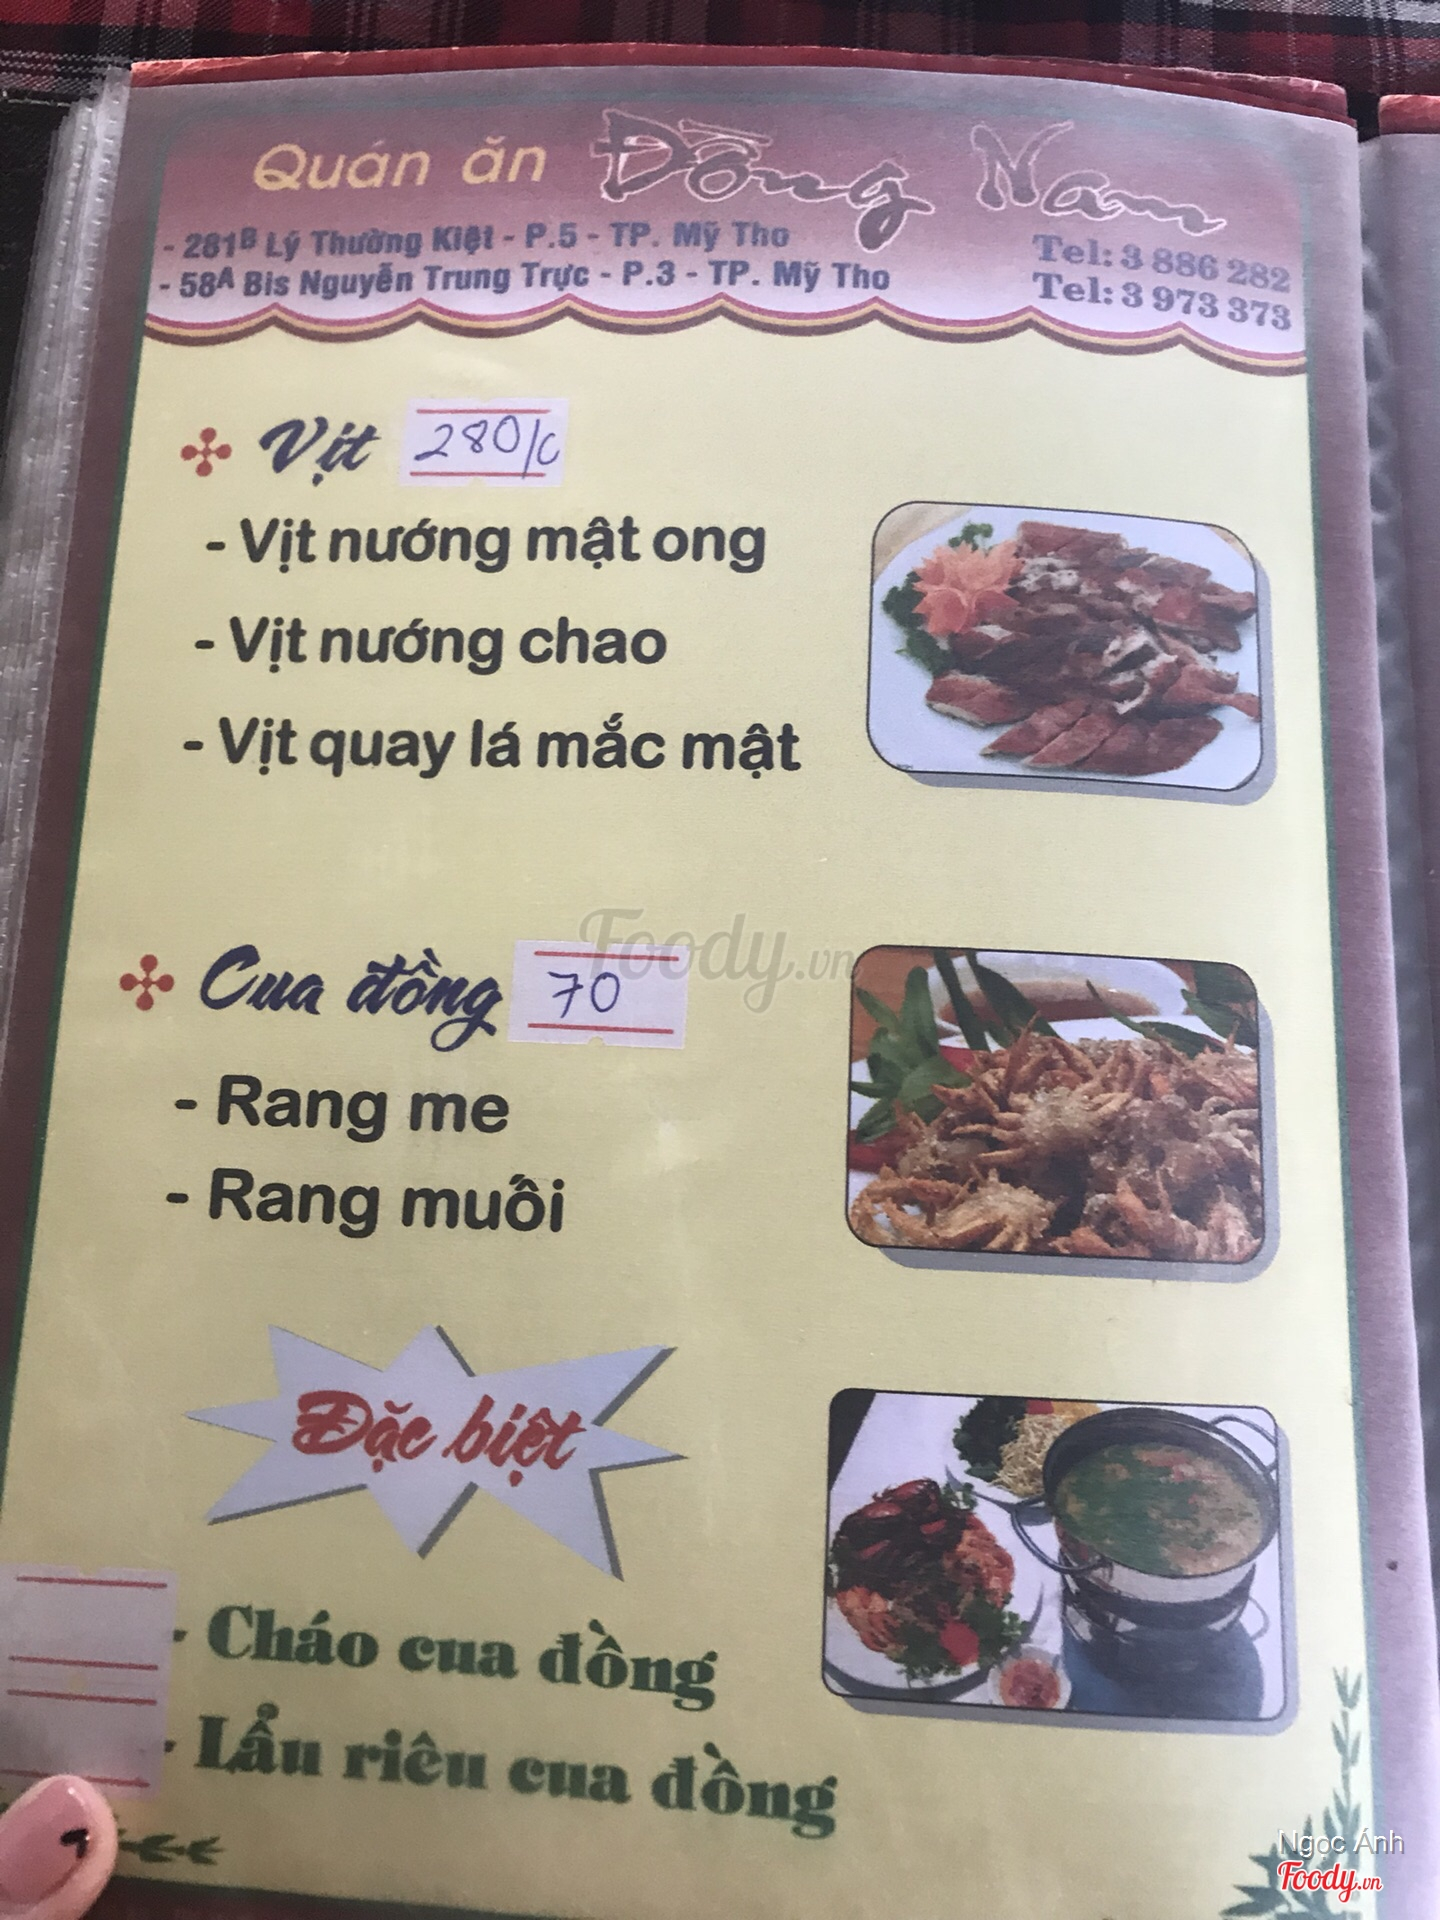 Quán ăn Đồng Nam
- 281B Lý Thường Kiệt - P.5 - TP. Mỹ Tho
Tel: 3 886 282
- 58A Bis Nguyễn Trung Trực - P.3 - TP. Mỹ Tho
Tel: 3 973 373
Vịt 280/c
- Vịt nướng mật ong
- Vịt nướng chao
- Vịt quay lá mắc mật
Foody.vn
Cua đồng 70
- Rang me
- Rang muối
Đặc biệt
- Cháo cua đồng
- Lẩu riêu cua đồng
Ngọc Ánh
Foody.vn